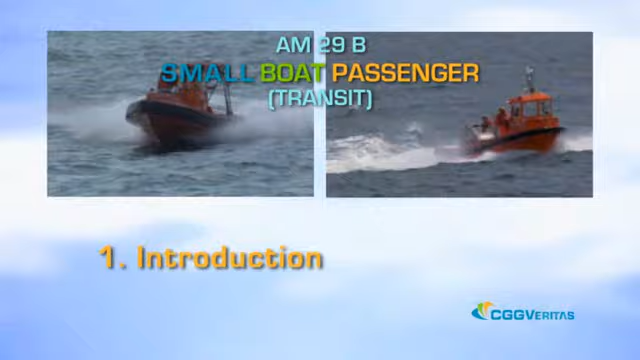 AM 29 B
SMALL BOAT PASSENGER
(TRANSIT)
1. Introduction
CGGVERITAS